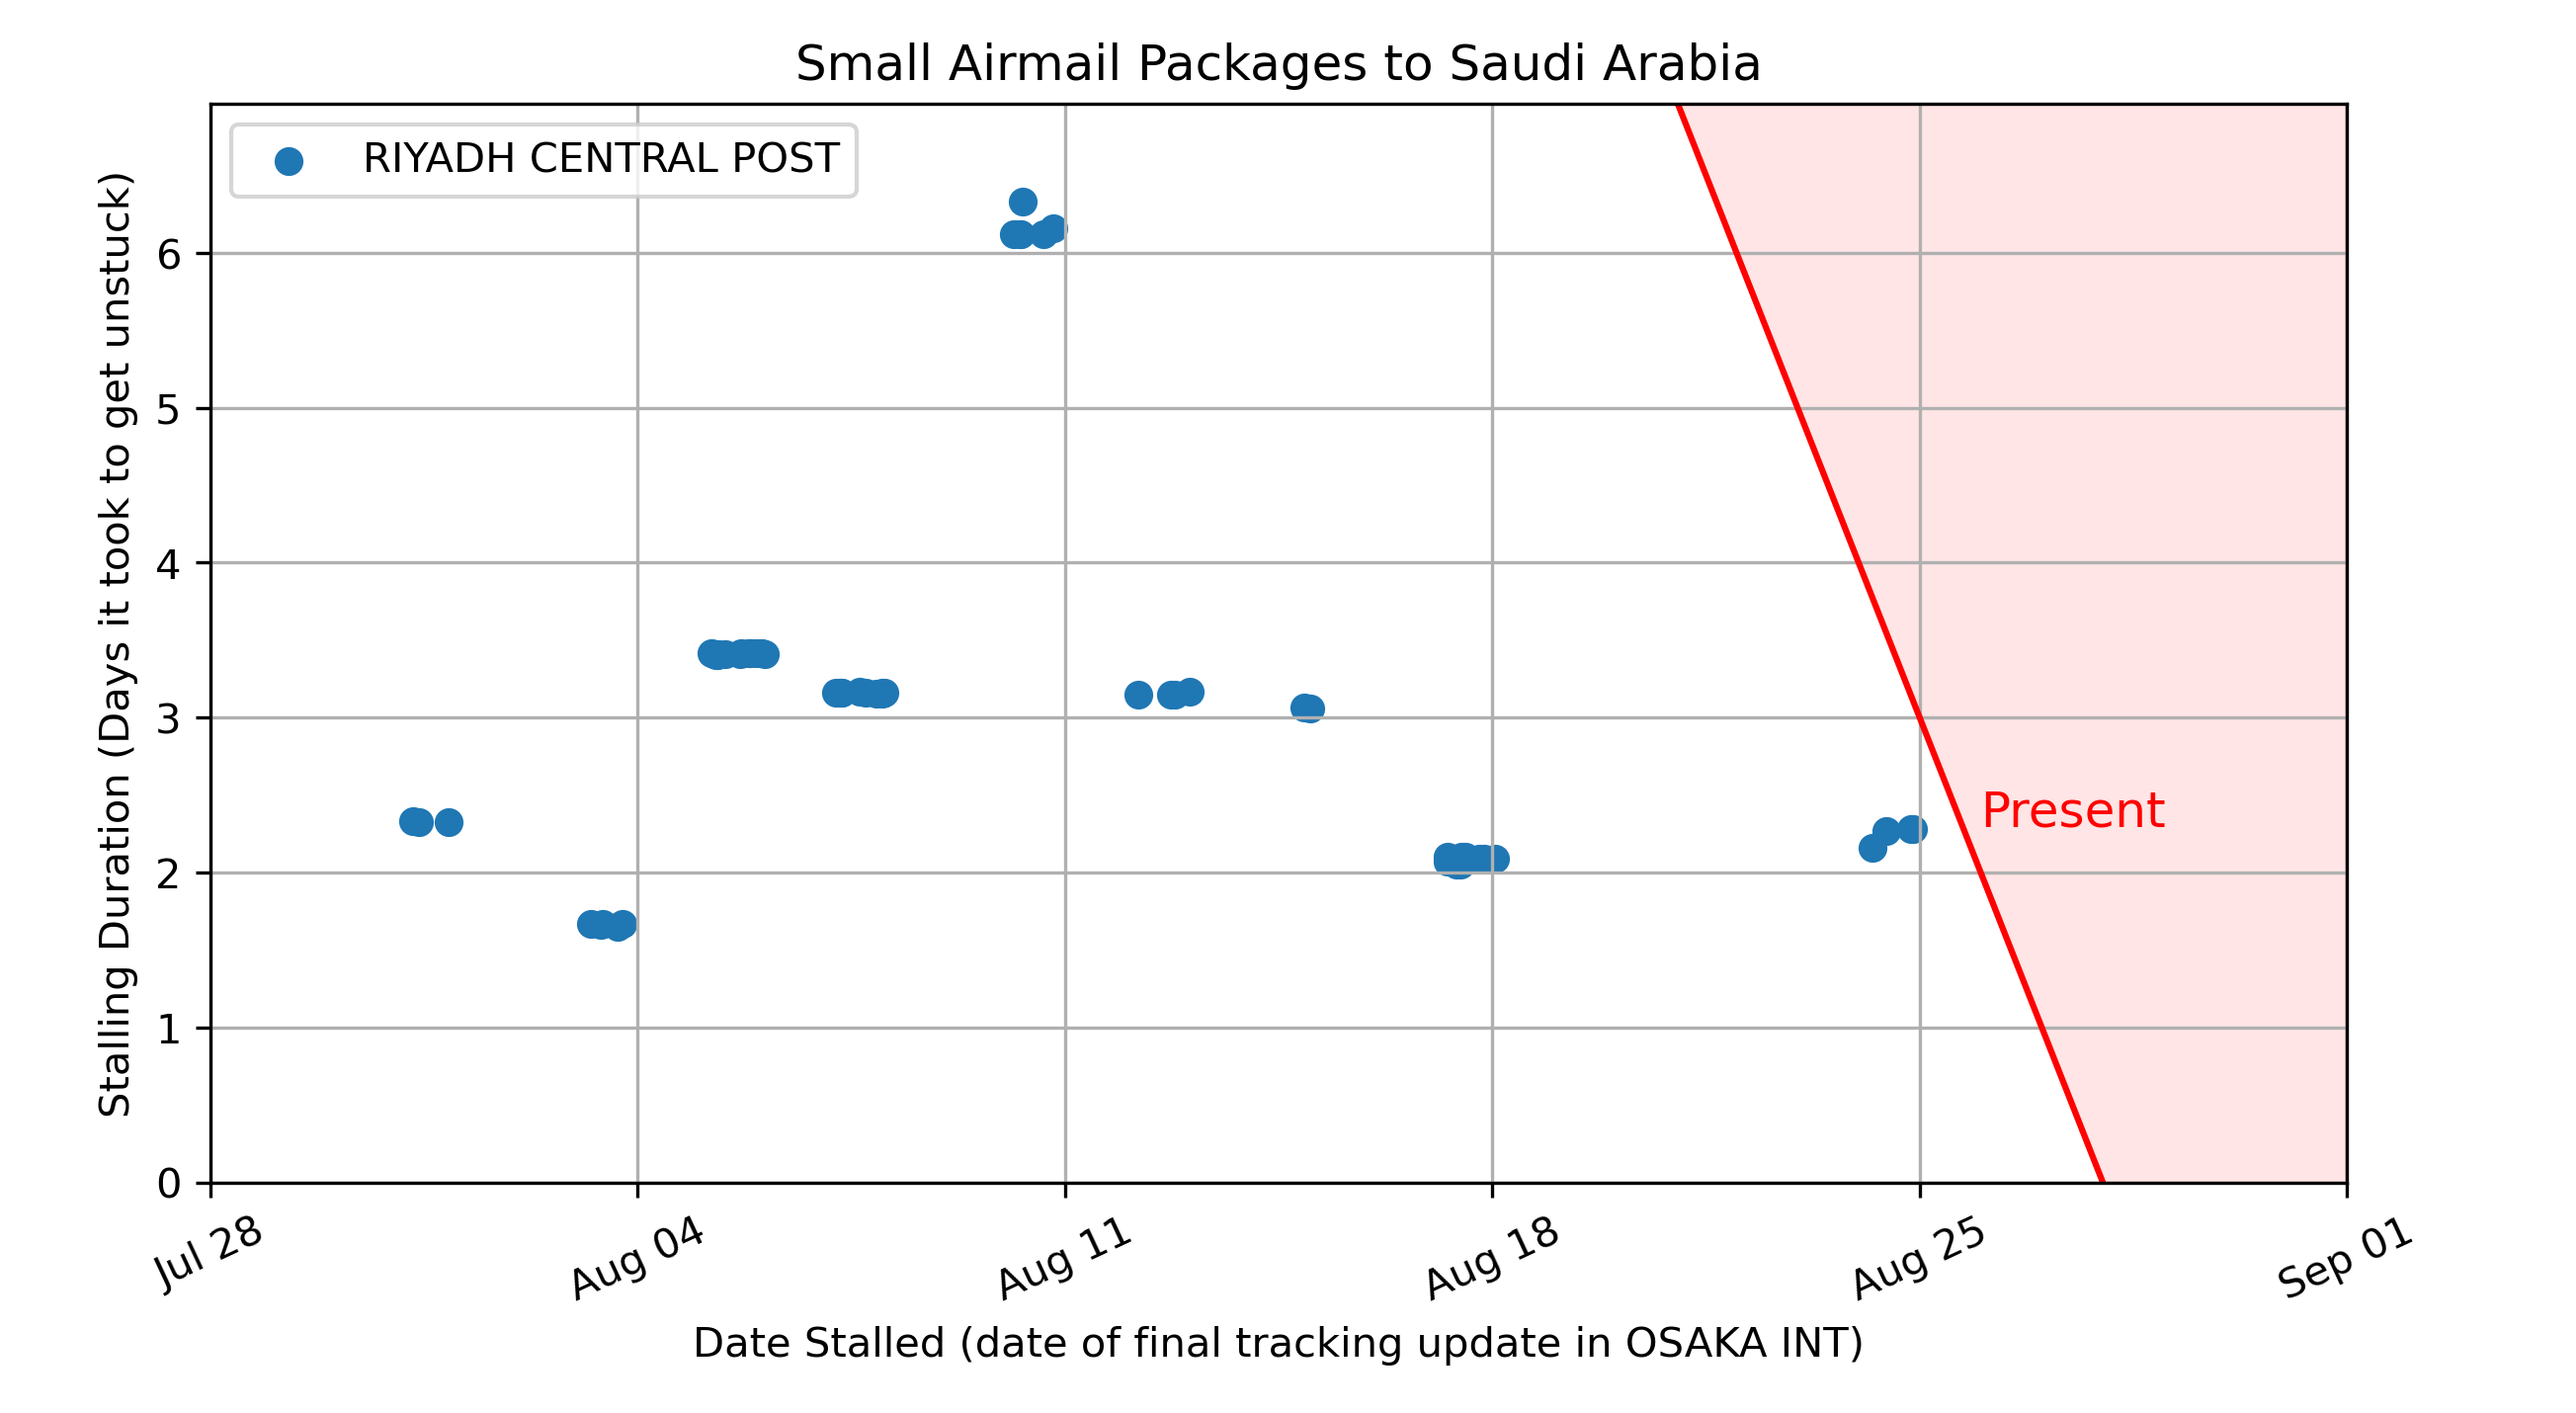 Small Airmail Packages to Saudi Arabia
RIYADH CENTRAL POST
Stalling Duration (Days it took to get unstuck)
6
5
4
3
2
1
0
Present
Jul 28
Aug 04
Aug 11
Aug 18
Aug 25
Sep 01
Date Stalled (date of final tracking update in OSAKA INT)